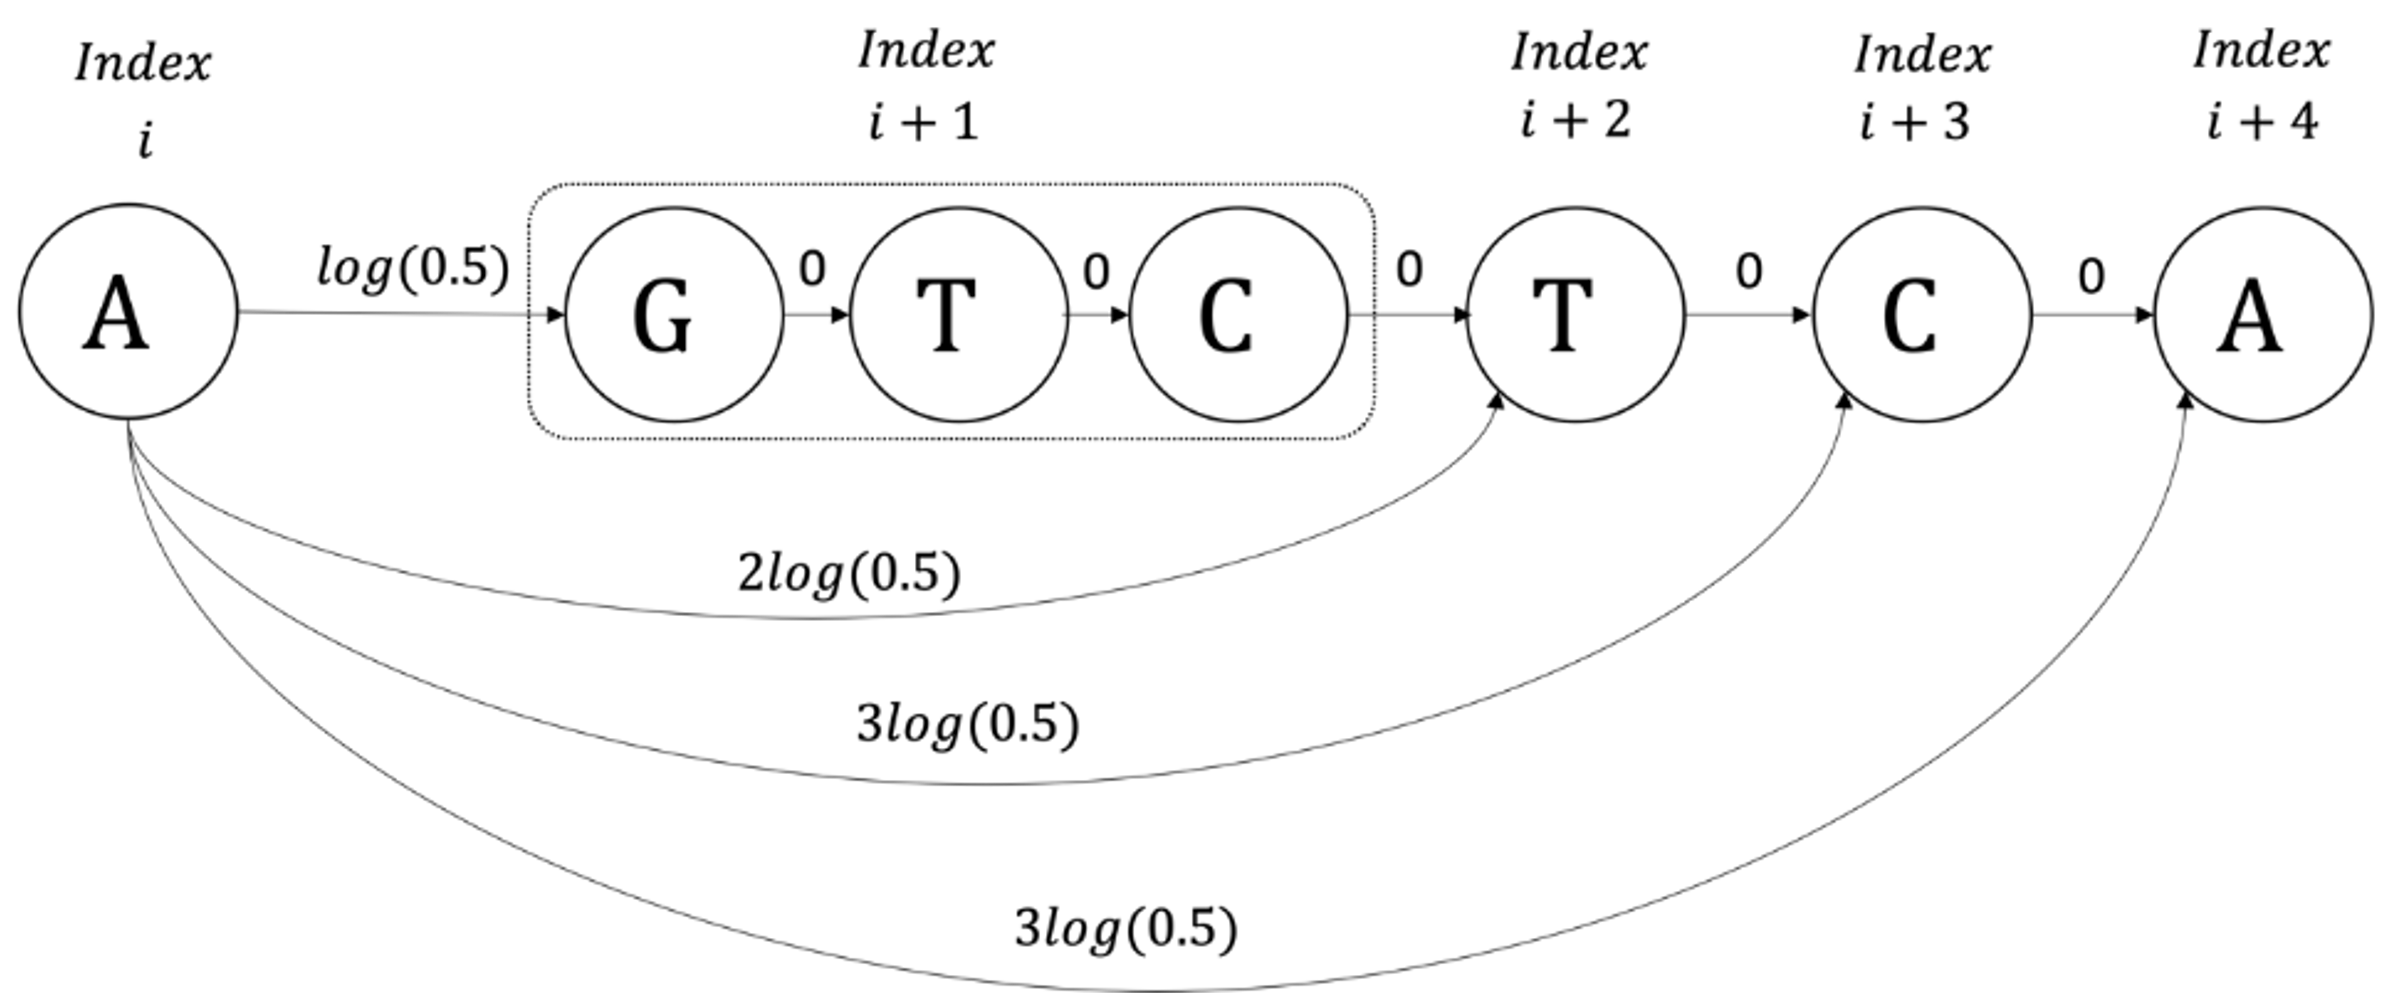 Index
i
Index
i + 1
Index
i + 2
Index
i + 3
Index
i + 4
A
log(0.5)
G
0
T
0
C
0
T
0
C
0
A
2log(0.5)
3log(0.5)
3log(0.5)